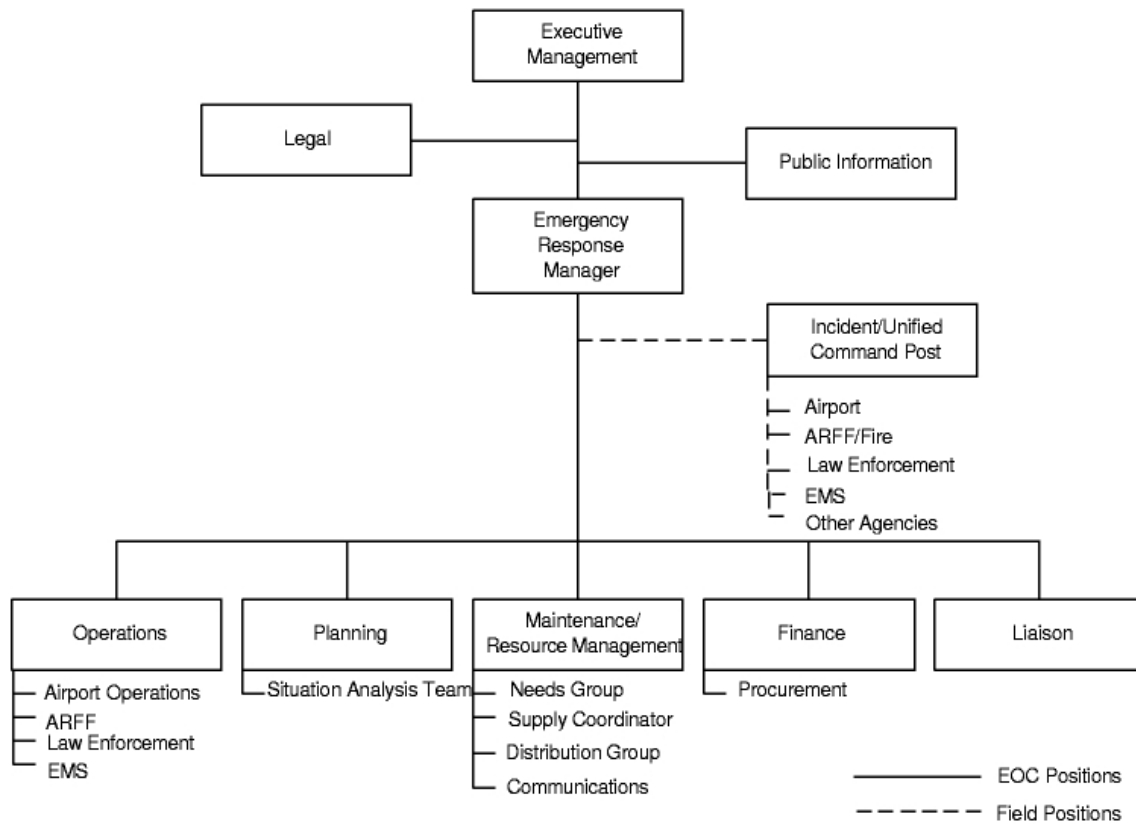 Executive
Management
Legal
Public Information
Emergency
Response
Manager
Incident/Unified
Command Post
Airport
ARFF/Fire
Law Enforcement
EMS
Other Agencies
Operations
Planning
Maintenance/
Resource Management
Finance
Liaison
Airport Operations
ARFF
Law Enforcement
EMS
Situation Analysis Team
Needs Group
Supply Coordinator
Distribution Group
Communications
Procurement
EOC Positions
Field Positions